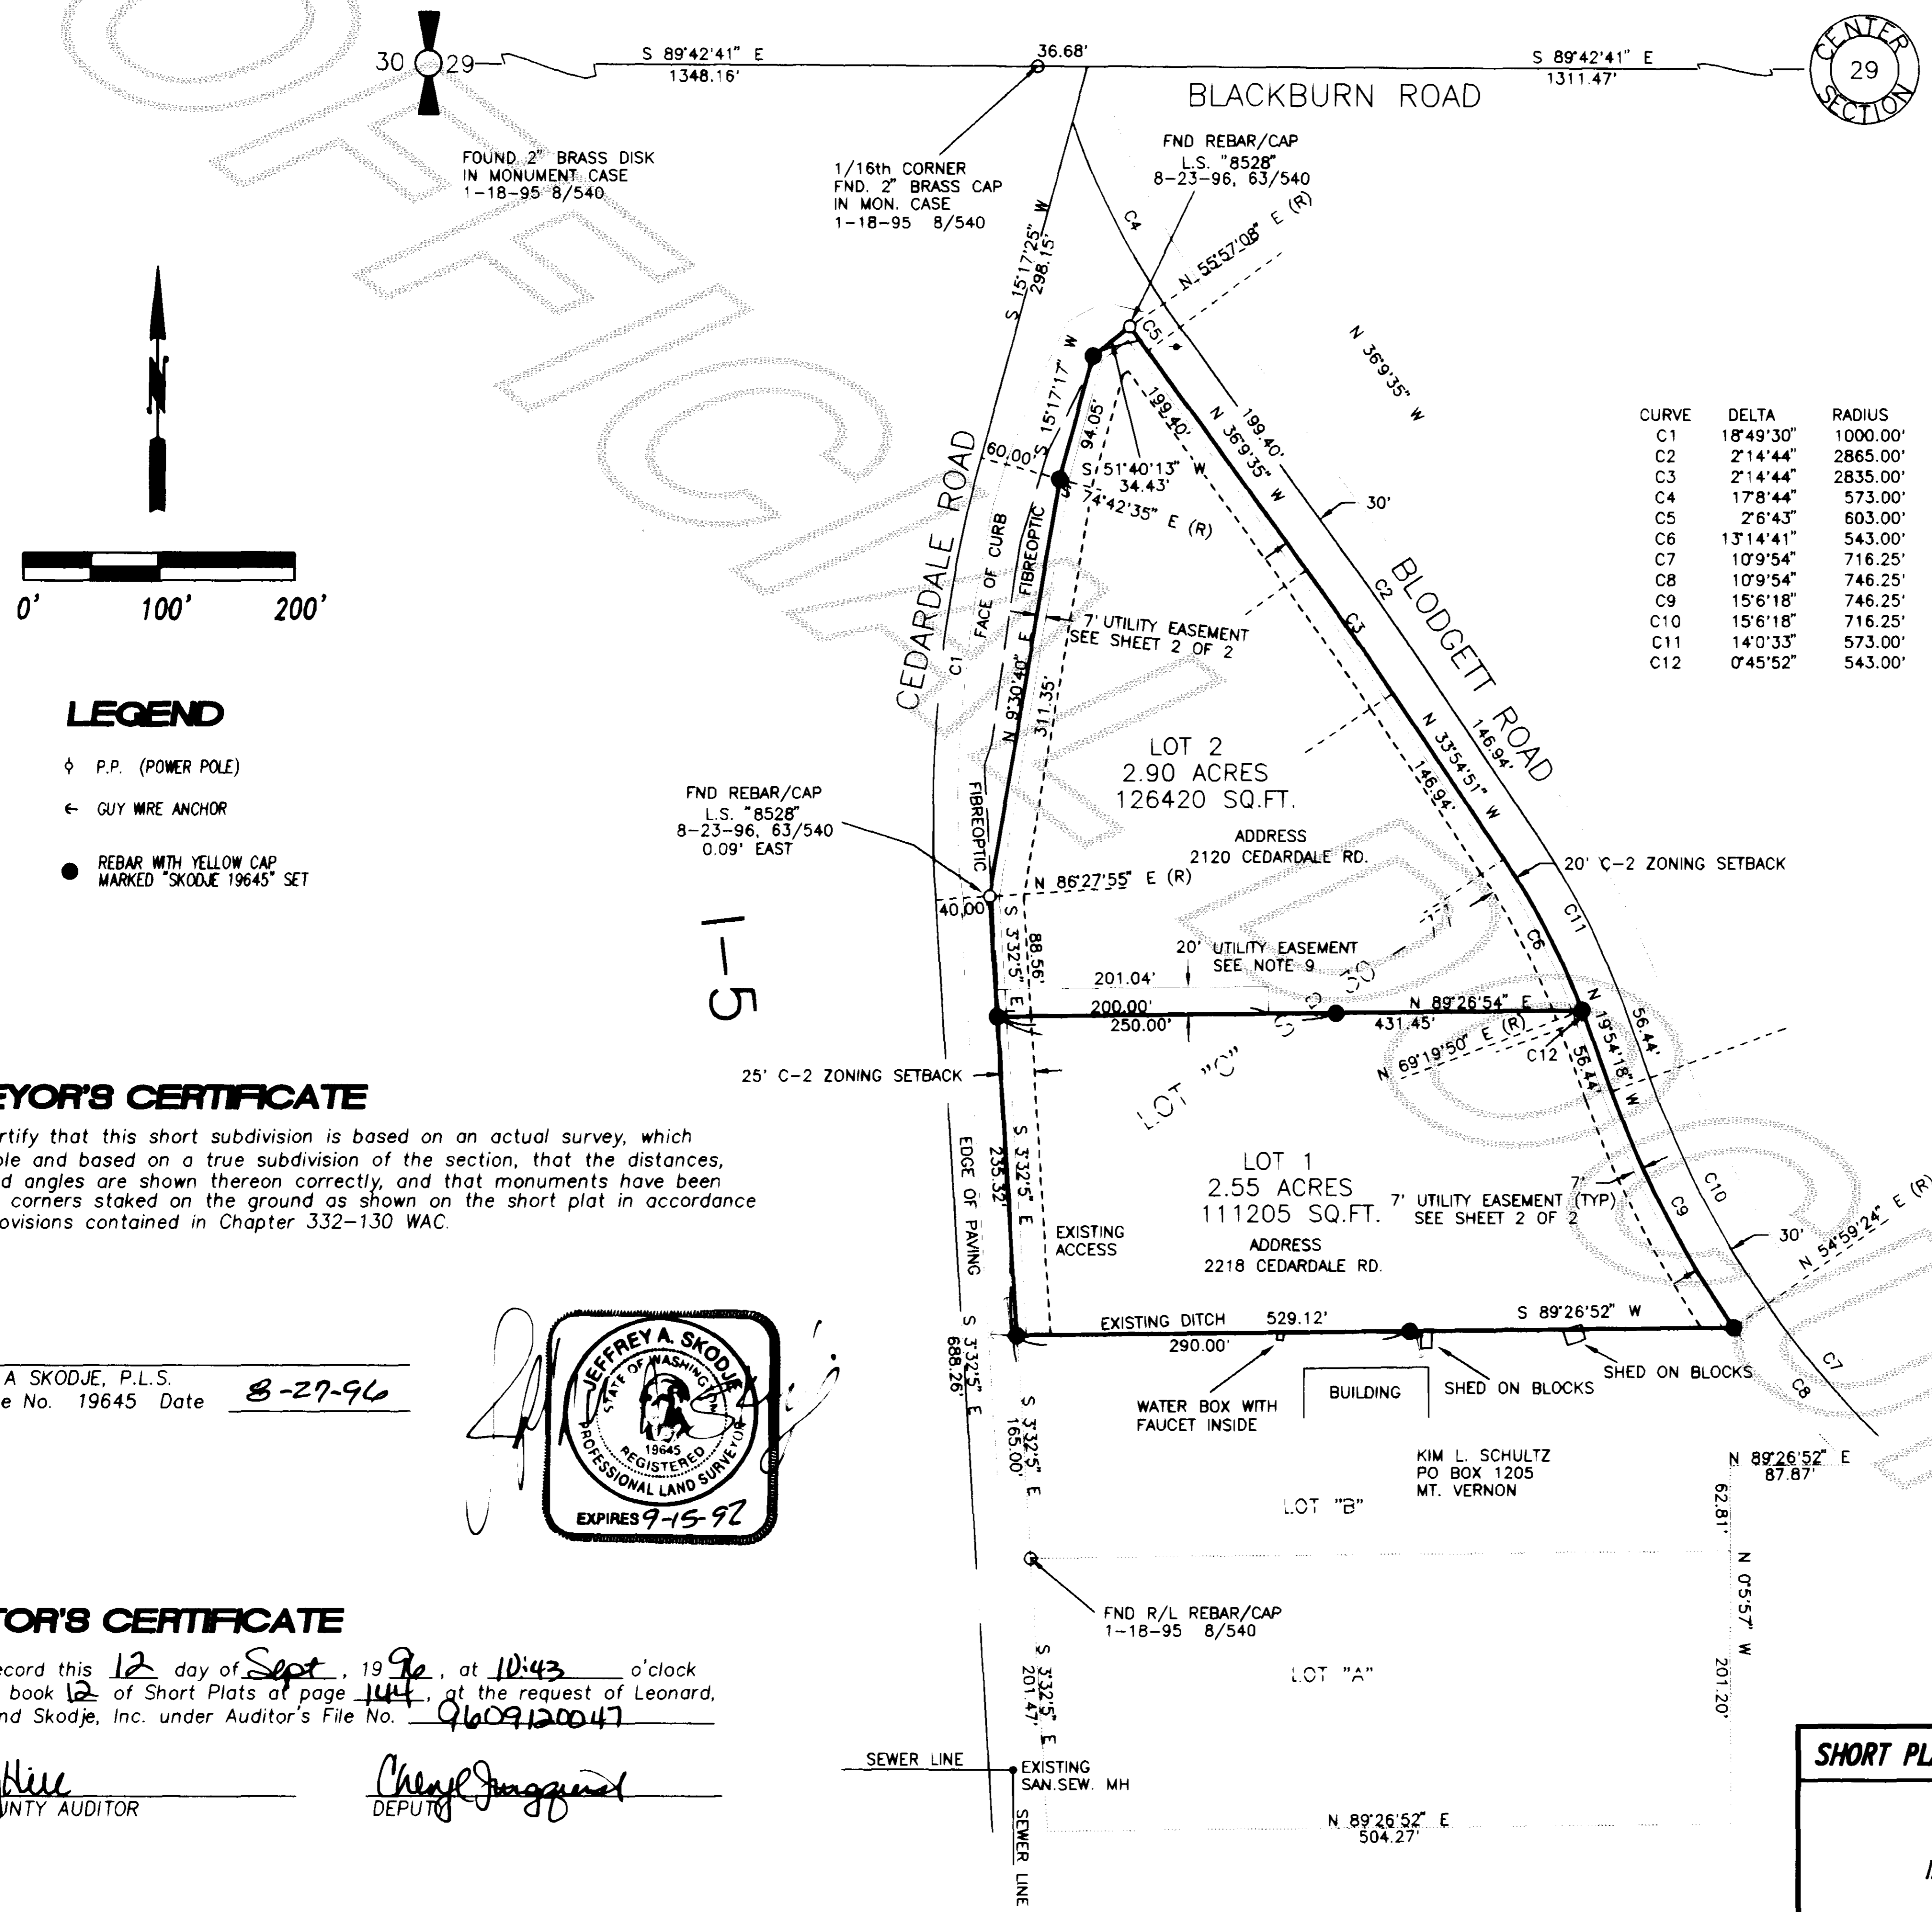 30
29
S 89°42'41" E
1348.16'
36.68'
S 89°42'41" E
1311.47'
CENTER SECTION
29
BLACKBURN ROAD
FOUND 2" BRASS DISK
IN MONUMENT CASE
1-18-95 8/540
1/16th CORNER
FND. 2" BRASS CAP
IN MON. CASE
1-18-95 8/540
FND REBAR/CAP
L.S. "8528"
8-23-96, 63/540
C4
N 55°57'08" E (R)
S 15°17'25" W
298.15'
C5
N 36°9'35" W
S 15°17'17" W
94.05'
199.40'
N 36°9'35" W
199.40'
60.00'
S 51°40'13" W
34.43'
74°42'35" E (R)
30'
N
0' 100' 200'
CURVE DELTA RADIUS
C1 18°49'30" 1000.00'
C2 2°14'44" 2865.00'
C3 2°14'44" 2835.00'
C4 17°8'44" 573.00'
C5 2°6'43" 603.00'
C6 13°14'41" 543.00'
C7 10°9'54" 716.25'
C8 10°9'54" 746.25'
C9 15°6'18" 746.25'
C10 15°6'18" 716.25'
C11 14°0'33" 573.00'
C12 0°45'52" 543.00'
CEDARDALE ROAD
C1
FACE OF CURB
FIBREOPTIC
N 9°30'40" E
311.35'
7' UTILITY EASEMENT
SEE SHEET 2 OF 2
C2
C3
BLODGETT ROAD
LEGEND
P.P. (POWER POLE)
GUY WIRE ANCHOR
REBAR WITH YELLOW CAP
MARKED "SKODJE 19645" SET
LOT 2
2.90 ACRES
126420 SQ.FT.
ADDRESS
2120 CEDARDALE RD.
N 33°54'51" W
146.94'
146.94'
FND REBAR/CAP
L.S. "8528"
8-23-96, 63/540
0.09' EAST
FIBREOPTIC
20' C-2 ZONING SETBACK
N 86°27'55" E (R)
40.00
S 3°32'5" E
88.56'
C11
C6
I-5
20' UTILITY EASEMENT
SEE NOTE 9
201.04'
200.00'
250.00'
N 89°26'54" E
431.45'
N 69°19'50" E (R)
C12
N 19°54'18" W
56.44'
56.44'
LOT "C"
25' C-2 ZONING SETBACK
EYOR'S CERTIFICATE
rtify that this short subdivision is based on an actual survey, which
ole and based on a true subdivision of the section, that the distances,
d angles are shown thereon correctly, and that monuments have been
corners staked on the ground as shown on the short plat in accordance
ovisions contained in Chapter 332-130 WAC.
EDGE OF PAVING
235.32'
S 3°32'5" E
EXISTING
ACCESS
LOT 1
2.55 ACRES
111205 SQ.FT.
ADDRESS
2218 CEDARDALE RD.
7'
7' UTILITY EASEMENT (TYP)
SEE SHEET 2 OF 2
C10
C9
30'
N 54°59'24" E (R)
EXISTING DITCH
529.12'
S 89°26'52" W
290.00'
S 3°32'5" E
688.26'
S 3°32'5" E
165.00'
WATER BOX WITH
FAUCET INSIDE
BUILDING
SHED ON BLOCKS
SHED ON BLOCKS
C7
C8
A SKODJE, P.L.S.
e No. 19645 Date 8-27-96
JEFFREY A. SKODJE
STATE OF WASHINGTON
19645
REGISTERED
PROFESSIONAL LAND SURVEYOR
EXPIRES 9-15-97
KIM L. SCHULTZ
PO BOX 1205
MT. VERNON
LOT "B"
N 89°26'52" E
87.87'
62.81'
N 0°5'57" W
201.20'
FND R/L REBAR/CAP
1-18-95 8/540
LOT "A"
S 3°32'5" E
201.47'
TOR'S CERTIFICATE
ecord this 12 day of Sept, 1996, at 10:43 o'clock
book 12 of Short Plats at page 144, at the request of Leonard,
nd Skodje, Inc. under Auditor's File No. 9609120047
Hill
UNTY AUDITOR
DEPUTY
SEWER LINE
EXISTING
SAN.SEW. MH
SEWER LINE
N 89°26'52" E
504.27'
SHORT PL